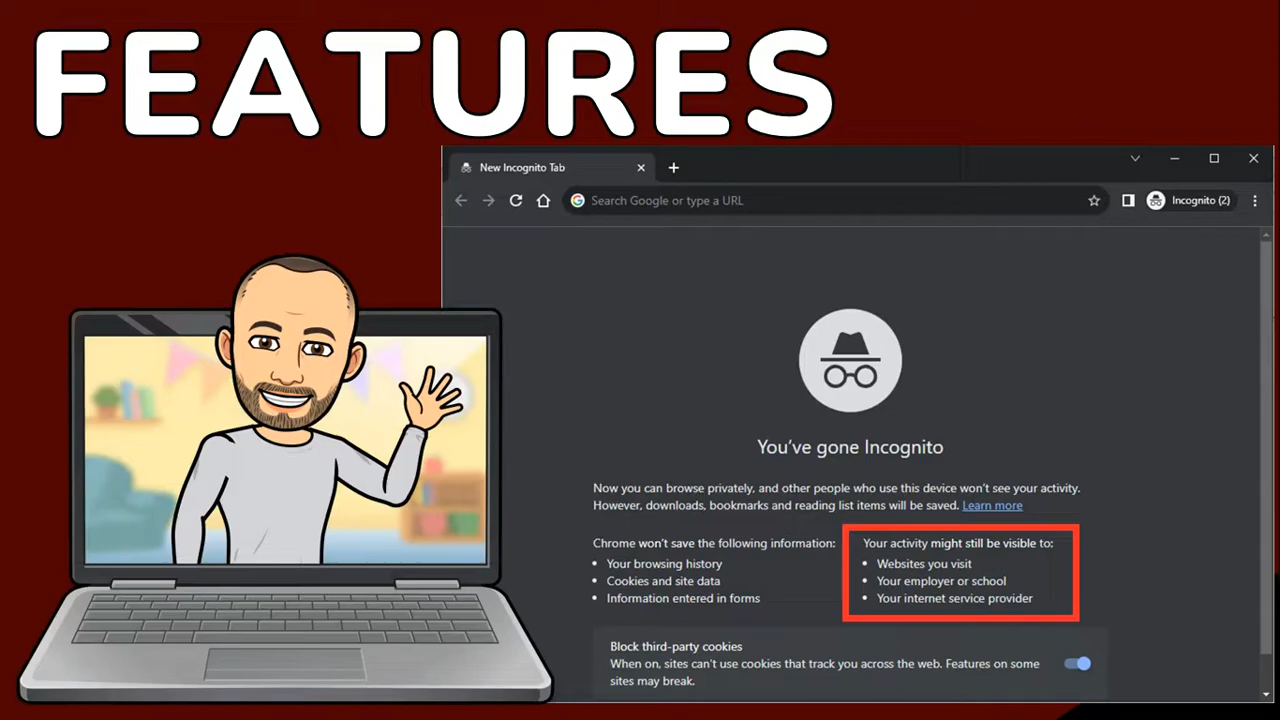 FEATURES
New Incognito Tab
Search Google or type a URL
Incognito (2)
You've gone Incognito
Now you can browse privately, and other people who use this device won't see your activity.
However, downloads, bookmarks and reading list items will be saved. Learn more
Chrome won't save the following information:
• Your browsing history
• Cookies and site data
• Information entered in forms
Your activity might still be visible to:
• Websites you visit
• Your employer or school
• Your internet service provider
Block third-party cookies
When on, sites can't use cookies that track you across the web. Features on some
sites may break.